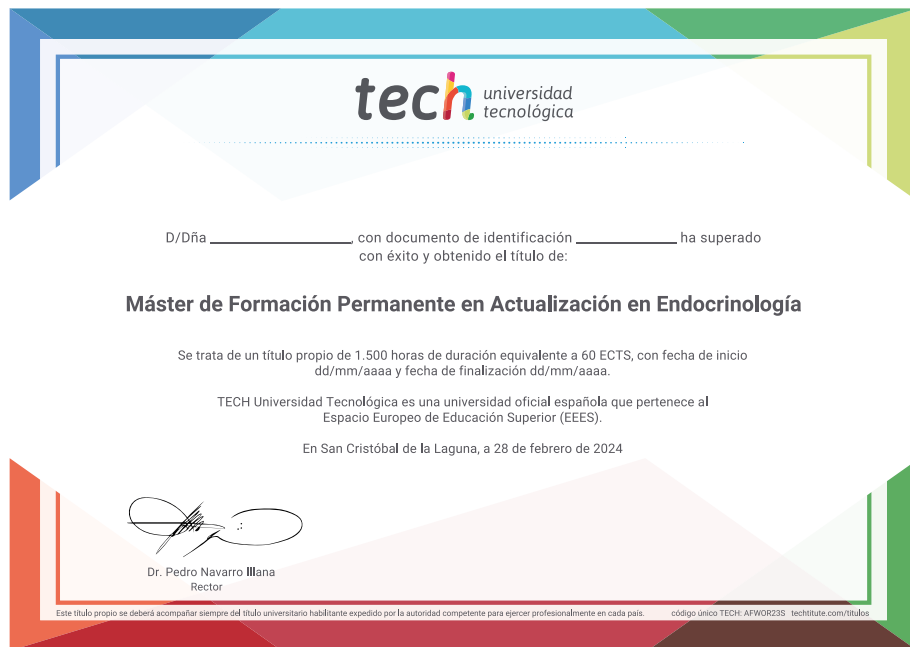 tech universidad
tecnológica
D/Dña ____________________, con documento de identificación ______________ ha superado
con éxito y obtenido el título de:
Máster de Formación Permanente en Actualización en Endocrinología
Se trata de un título propio de 1.500 horas de duración equivalente a 60 ECTS, con fecha de inicio
dd/mm/aaaa y fecha de finalización dd/mm/aaaa.
TECH Universidad Tecnológica es una universidad oficial española que pertenece al
Espacio Europeo de Educación Superior (EEES).
En San Cristóbal de la Laguna, a 28 de febrero de 2024
Dr. Pedro Navarro Illana
Rector
Este título propio se deberá acompañar siempre del título universitario habilitante expedido por la autoridad competente para ejercer profesionalmente en cada país. código único TECH: AFWOR23S techtitute.com/titulos